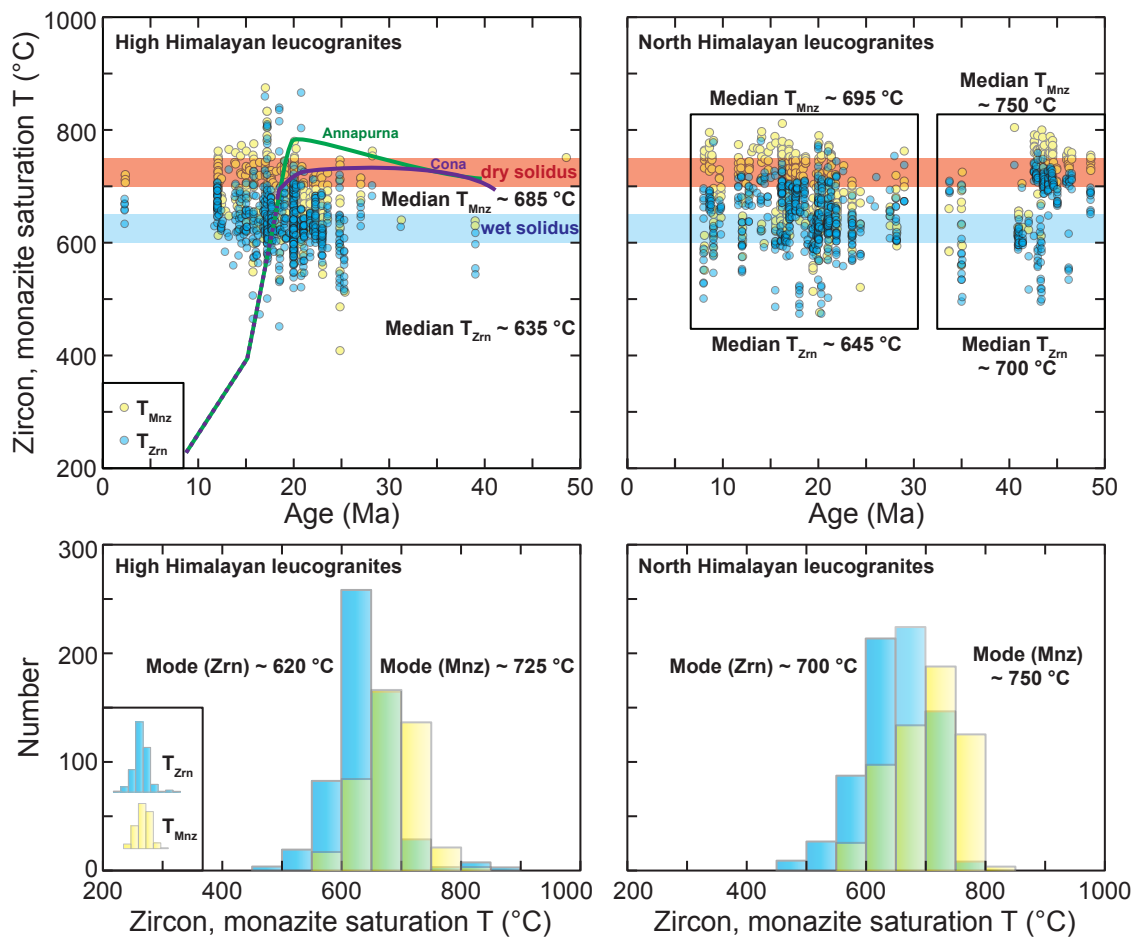 Zircon, monazite saturation T (°C)
1000
800
600
400
200
High Himalayan leucogranites
Annapurna
Cona
dry solidus
Median TMnz ~ 685 °C
wet solidus
Median TZrn ~ 635 °C
TMnz
TZrn
0 10 20 30 40 50
Age (Ma)
North Himalayan leucogranites
Median TMnz
~ 750 °C
Median TMnz ~ 695 °C
Median TZrn ~ 645 °C
Median TZrn
~ 700 °C
0 10 20 30 40 50
Age (Ma)
Number
300
200
100
0
High Himalayan leucogranites
Mode (Zrn) ~ 620 °C
Mode (Mnz) ~ 725 °C
TZrn
TMnz
200 400 600 800 1000
Zircon, monazite saturation T (°C)
North Himalayan leucogranites
Mode (Zrn) ~ 700 °C
Mode (Mnz)
~ 750 °C
200 400 600 800 1000
Zircon, monazite saturation T (°C)